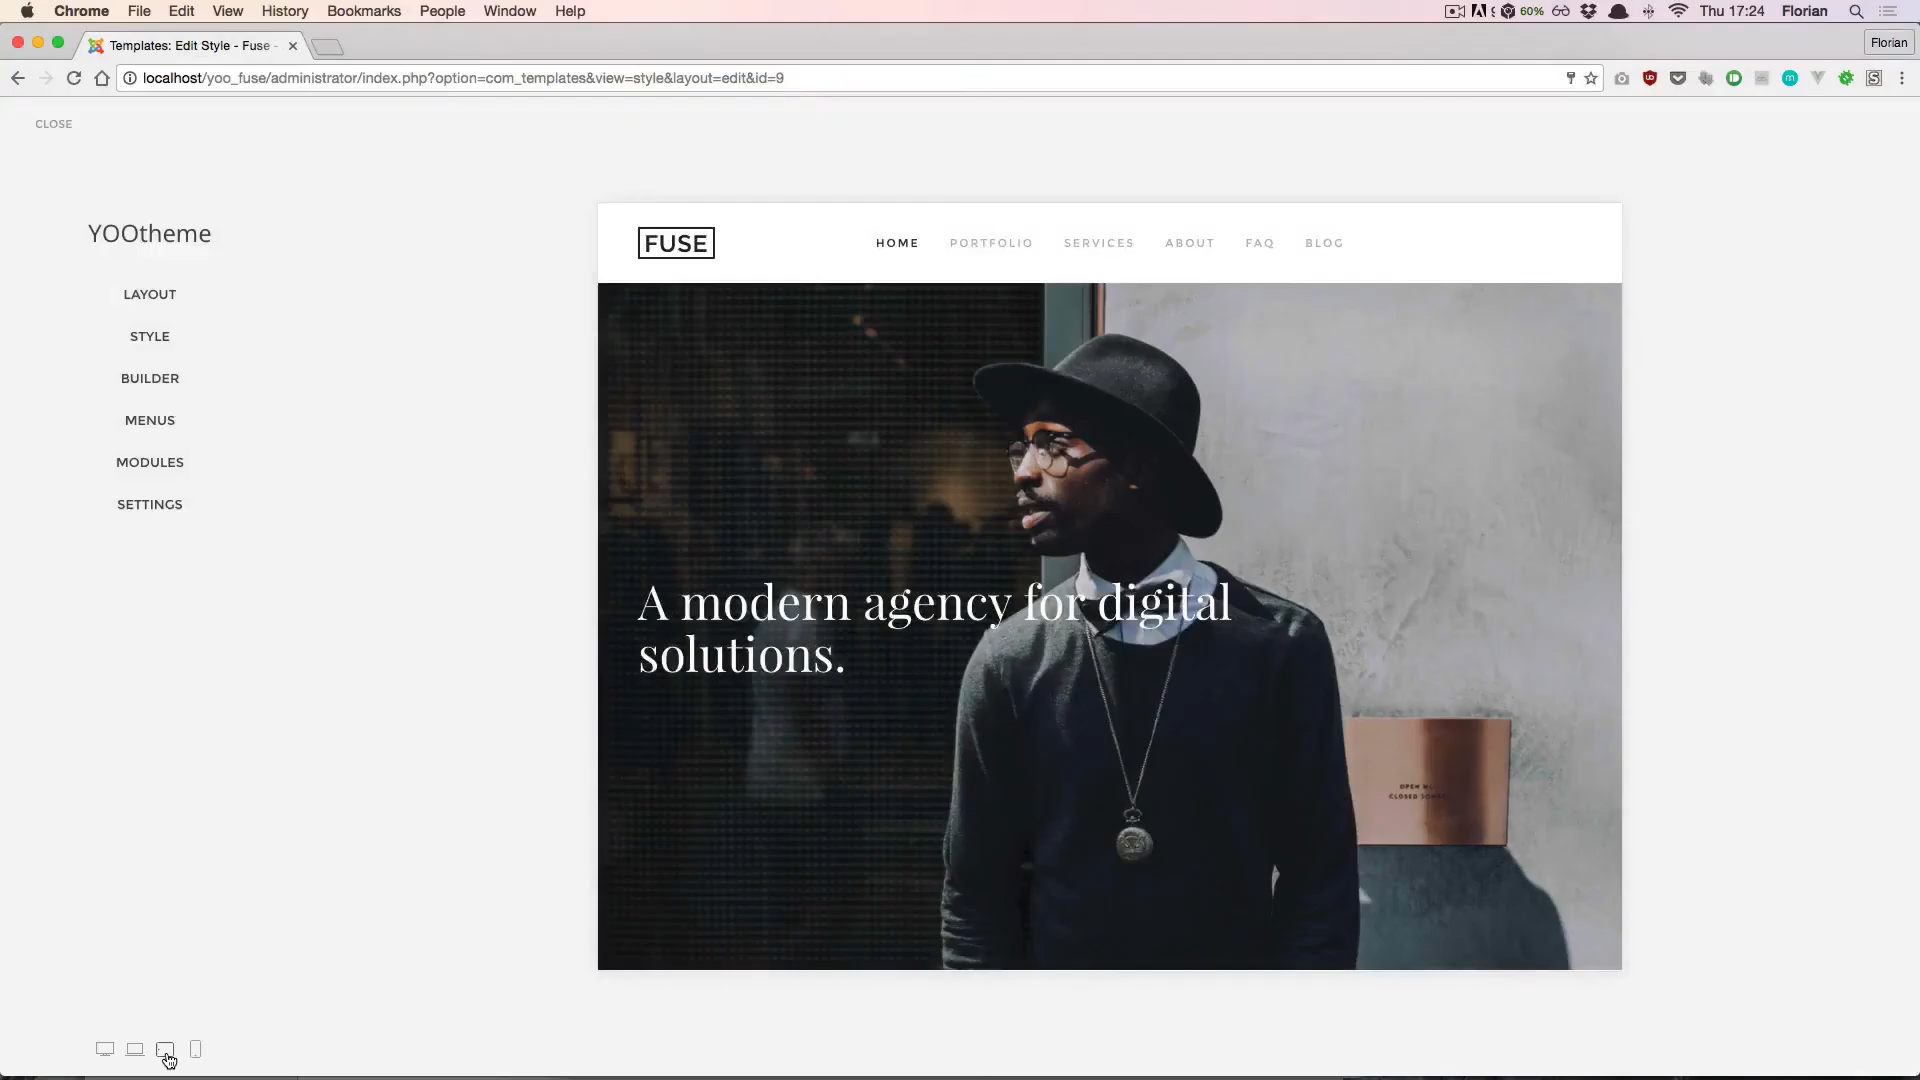 Chrome File Edit View History Bookmarks People Window Help
60% Thu 17:24 Florian
Templates: Edit Style - Fuse -
Florian
localhost/yoo_fuse/administrator/index.php?option=com_templates&view=style&layout=edit&id=9
CLOSE
YOOtheme
LAYOUT
STYLE
BUILDER
MENUS
MODULES
SETTINGS
FUSE
HOME PORTFOLIO SERVICES ABOUT FAQ BLOG
A modern agency for digital
solutions.
OPEN
CLOSED